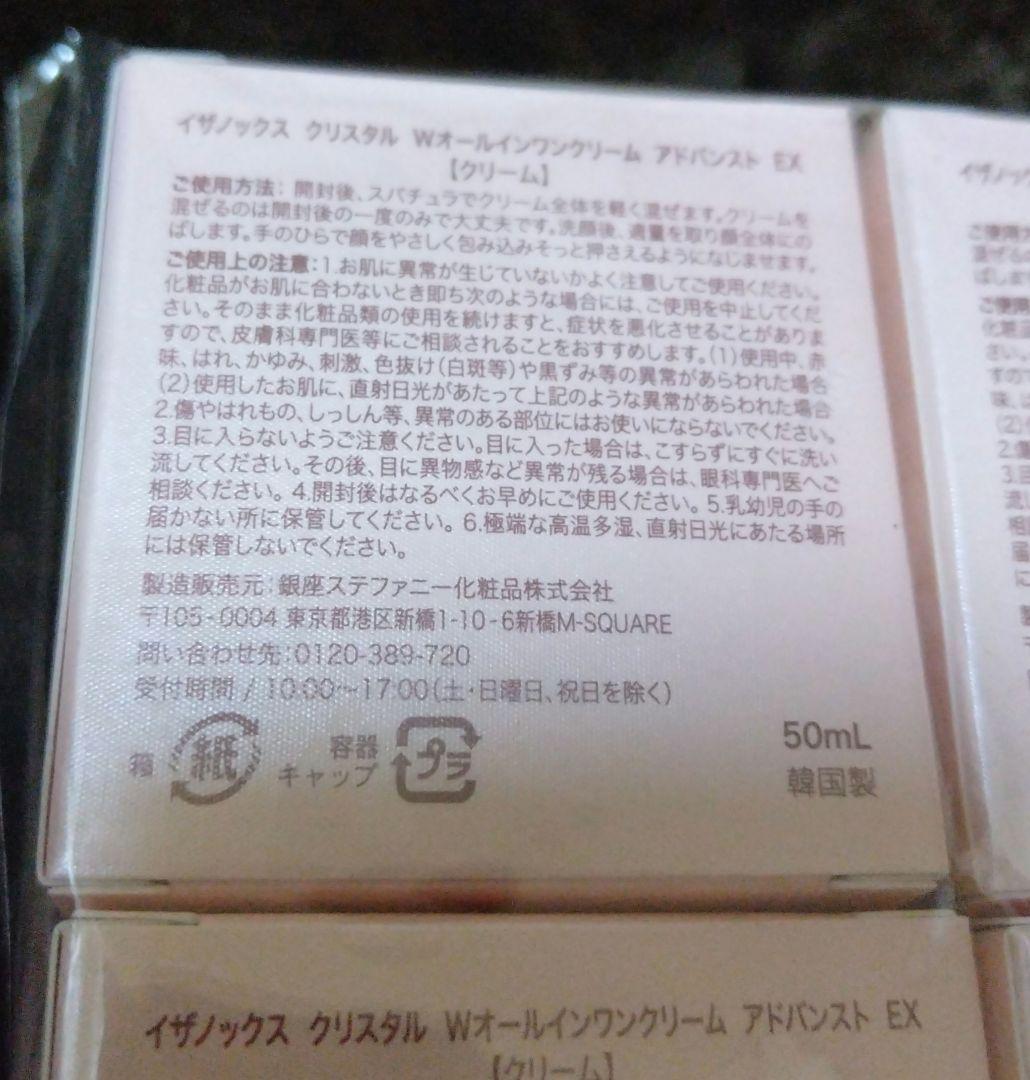 イザノックス クリスタル Wオールインワンクリーム アドバンスト EX
【クリーム】
ご使用方法: 開封後、スパチュラでクリーム全体を軽く混ぜます。クリームを
混ぜるのは開封後の一度のみで大丈夫です。洗顔後、適量を取り顔全体にの
ばします。手のひらで顔をやさしく包み込みそっと押さえるようになじませます。
ご使用上の注意:1.お肌に異常が生じていないかよく注意してご使用ください。
化粧品がお肌に合わないとき即ち次のような場合には、ご使用を中止してくだ
さい。そのまま化粧品類の使用を続けますと、症状を悪化させることがありま
すので、皮膚科専門医等にご相談されることをおすすめします。(1)使用中、赤
味、はれ、かゆみ、刺激、色抜け(白斑等)や黒ずみ等の異常があらわれた場合
(2)使用したお肌に、直射日光があたって上記のような異常があらわれた場合
2.傷やはれもの、しっしん等、異常のある部位にはお使いにならないでください。
3.目に入らないようご注意ください。目に入った場合は、こすらずにすぐに洗い
流してください。その後、目に異物感など異常が残る場合は、眼科専門医へご
相談ください。 4.開封後はなるべくお早めにご使用ください。 5.乳幼児の手の
届かない所に保管してください。 6.極端な高温多湿、直射日光にあたる場所
には保管しないでください。
製造販売元:銀座ステファニー化粧品株式会社
〒105-0004 東京都港区新橋1-10-6新橋M-SQUARE
問い合わせ先:0120-389-720
受付時間 / 10:00〜17:00(土・日曜日、祝日を除く)
箱 紙 容器 キャップ プラ
50mL
韓国製
イザノックス クリスタル Wオールインワンクリーム アドバンスト EX
【クリーム】